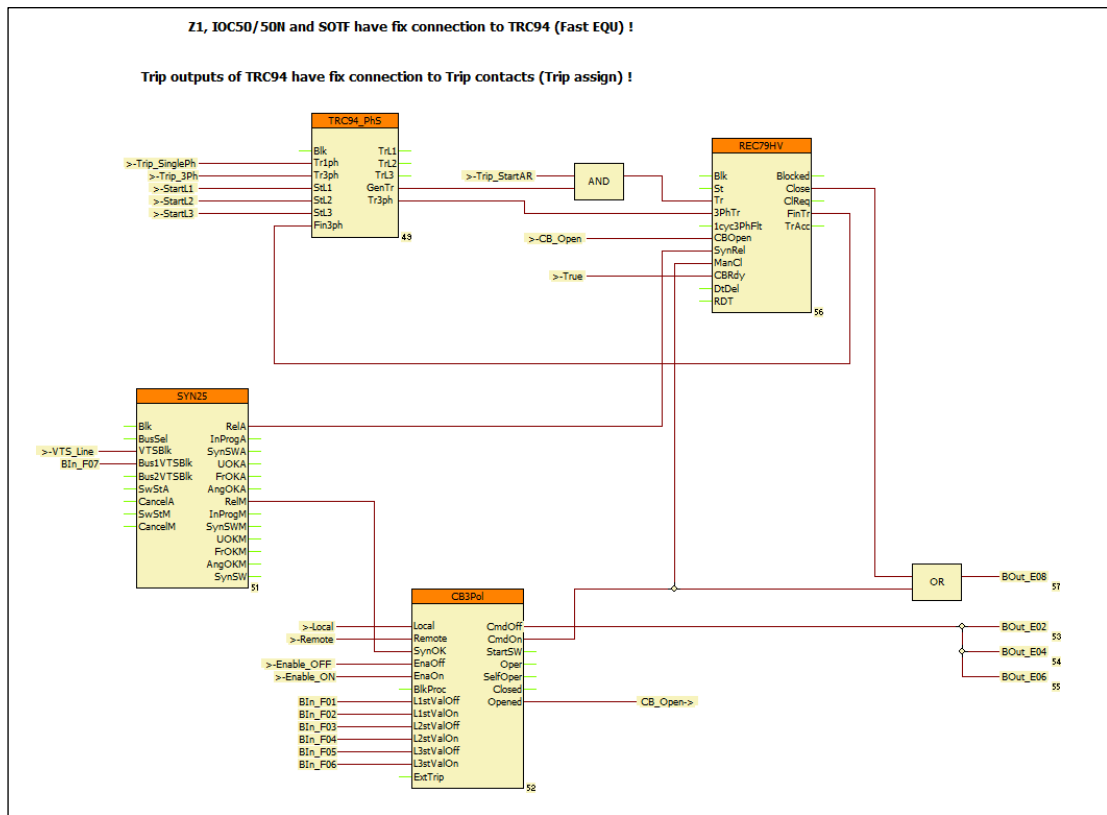 Z1, IOC50/50N and SOTF have fix connection to TRC94 (Fast EQU) !
Trip outputs of TRC94 have fix connection to Trip contacts (Trip assign) !
TRC94_PhS
Blk TrL1
>-Trip_SinglePh Tr1ph TrL2
>-Trip_3Ph Tr3ph TrL3
>-StartL1 StL1 GenTr
>-StartL2 StL2 Tr3ph
>-StartL3 StL3
Fin3ph
49
>-Trip_StartAR AND
REC79HV
Blk Blocked
St Close
Tr ClReq
3PhTr FinTr
1cyc3PhFlt TrAcc
>-CB_Open CBOpen
SynRel
ManCl
>-True CBRdy
DtDel
RDT
56
SYN25
Blk RelA
BusSel InProgA
>-VTS_Line VTSBlk SynSWA
BIn_F07 Bus1VTSBlk UOKA
Bus2VTSBlk FrOKA
SwStA AngOKA
CancelA RelM
SwStM InProgM
CancelM SynSWM
UOKM
FrOKM
AngOKM
SynSW
51
CB3Pol
>-Local Local CmdOff
>-Remote Remote CmdOn
SynOK StartSW
>-Enable_OFF EnaOff Oper
>-Enable_ON EnaOn SelfOper
BlkProc Closed
BIn_F01 L1stValOff Opened CB_Open->
BIn_F02 L1stValOn
BIn_F03 L2stValOff
BIn_F04 L2stValOn
BIn_F05 L3stValOff
BIn_F06 L3stValOn
ExtTrip
52
OR BOut_E08
57
BOut_E02
53
BOut_E04
54
BOut_E06
55